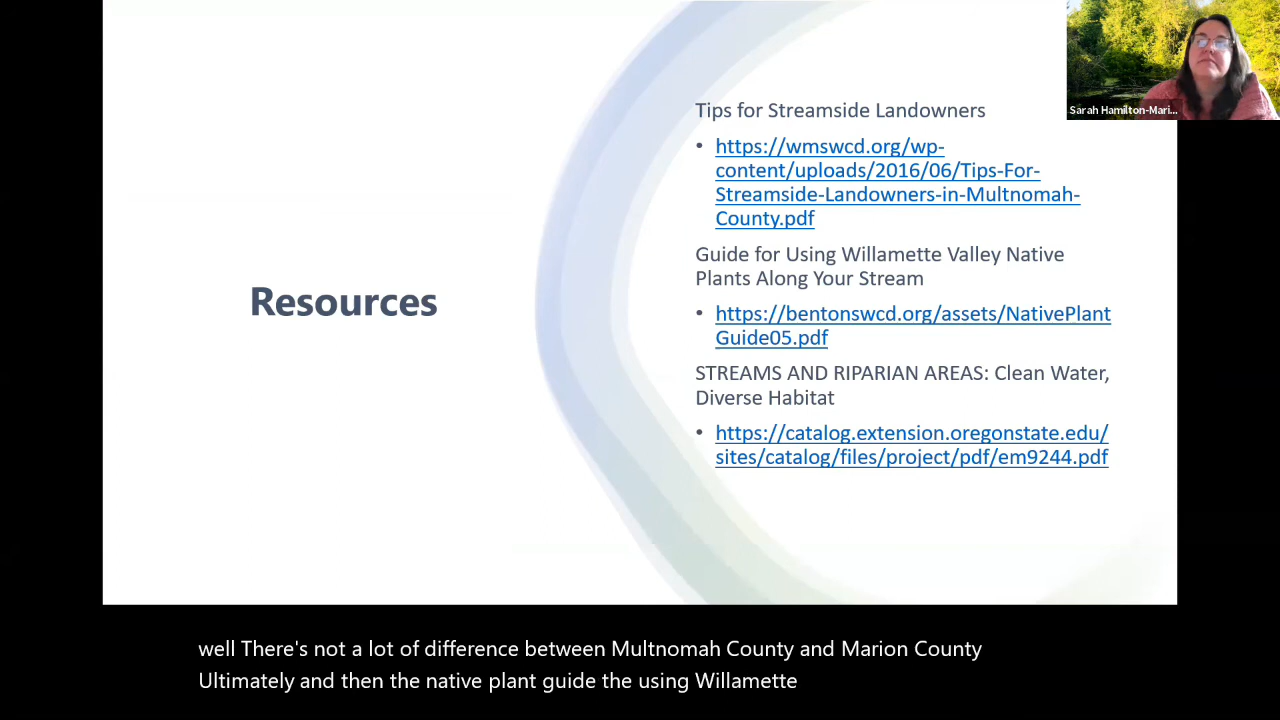 Sarah Hamilton-Mari...
Resources
Tips for Streamside Landowners
• https://wmswcd.org/wp-
content/uploads/2016/06/Tips-For-
Streamside-Landowners-in-Multnomah-
County.pdf
Guide for Using Willamette Valley Native
Plants Along Your Stream
• https://bentonswcd.org/assets/NativePlant
Guide05.pdf
STREAMS AND RIPARIAN AREAS: Clean Water,
Diverse Habitat
• https://catalog.extension.oregonstate.edu/
sites/catalog/files/project/pdf/em9244.pdf
well There's not a lot of difference between Multnomah County and Marion County
Ultimately and then the native plant guide the using Willamette